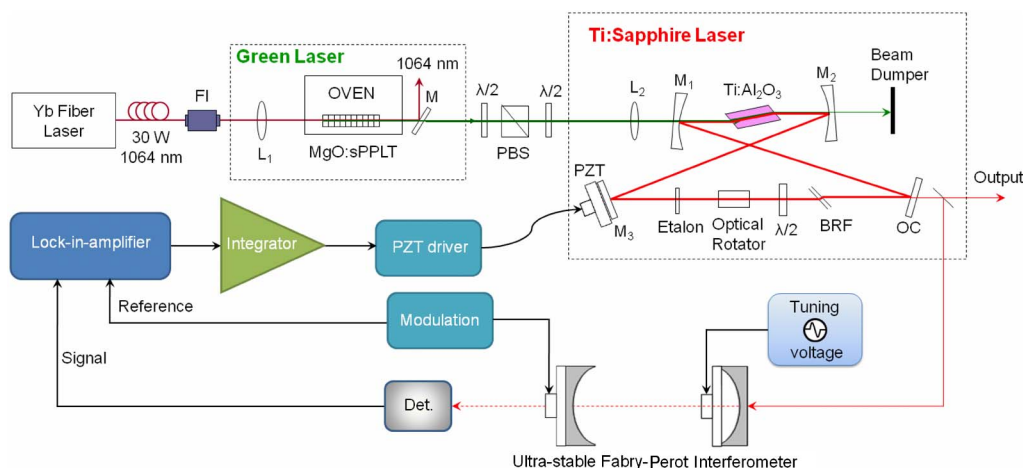 Green Laser
Ti:Sapphire Laser
Yb Fiber
Laser
30 W
1064 nm
FI
L₁
OVEN
MgO:sPPLT
1064 nm
M
λ/2
PBS
λ/2
L₂
M₁
Ti:Al₂O₃
M₂
Beam
Dumper
PZT
M₃
Etalon
Optical
Rotator
λ/2
BRF
OC
Output
Lock-in-amplifier
Integrator
PZT driver
Reference
Modulation
Signal
Det.
Tuning
voltage
Ultra-stable Fabry-Perot Interferometer